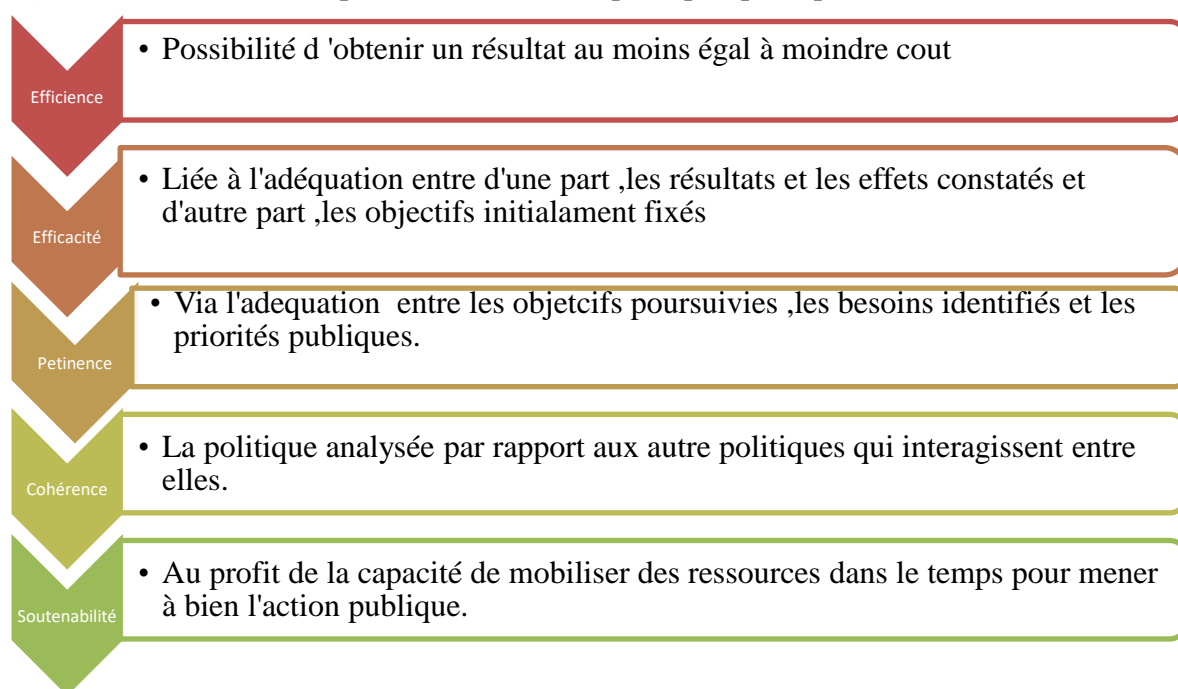 Efficience
• Possibilité d 'obtenir un résultat au moins égal à moindre cout
Efficacité
• Liée à l'adéquation entre d'une part ,les résultats et les effets constatés et
d'autre part ,les objectifs initialament fixés
Petinence
• Via l'adequation entre les objetcifs poursuivies ,les besoins identifiés et les
priorités publiques.
Cohérence
• La politique analysée par rapport aux autre politiques qui interagissent entre
elles.
Soutenabilité
• Au profit de la capacité de mobiliser des ressources dans le temps pour mener
à bien l'action publique.